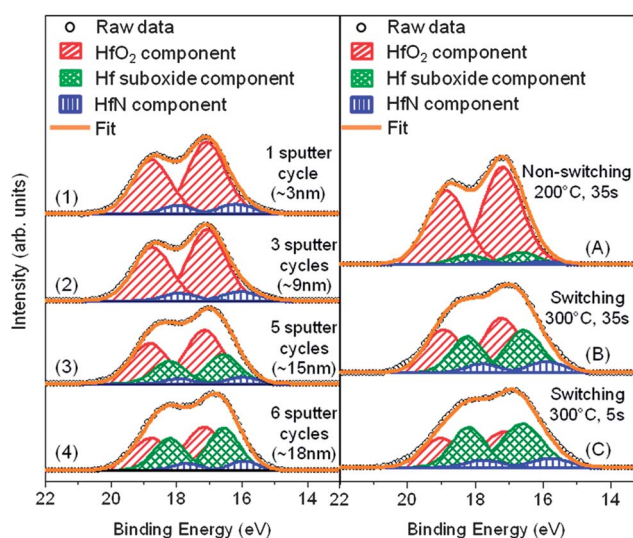 Raw data
HfO2 component
Hf suboxide component
HfN component
Fit
1 sputter
cycle
(~3nm)
(1)
3 sputter
cycles
(~9nm)
(2)
5 sputter
cycles
(~15nm)
(3)
6 sputter
cycles
(~18nm)
(4)
22 20 18 16 14
Binding Energy (eV)
Intensity (arb. units)
Raw data
HfO2 component
Hf suboxide component
HfN component
Fit
Non-switching
200°C, 35s
(A)
Switching
300°C, 35s
(B)
Switching
300°C, 5s
(C)
22 20 18 16 14
Binding Energy (eV)